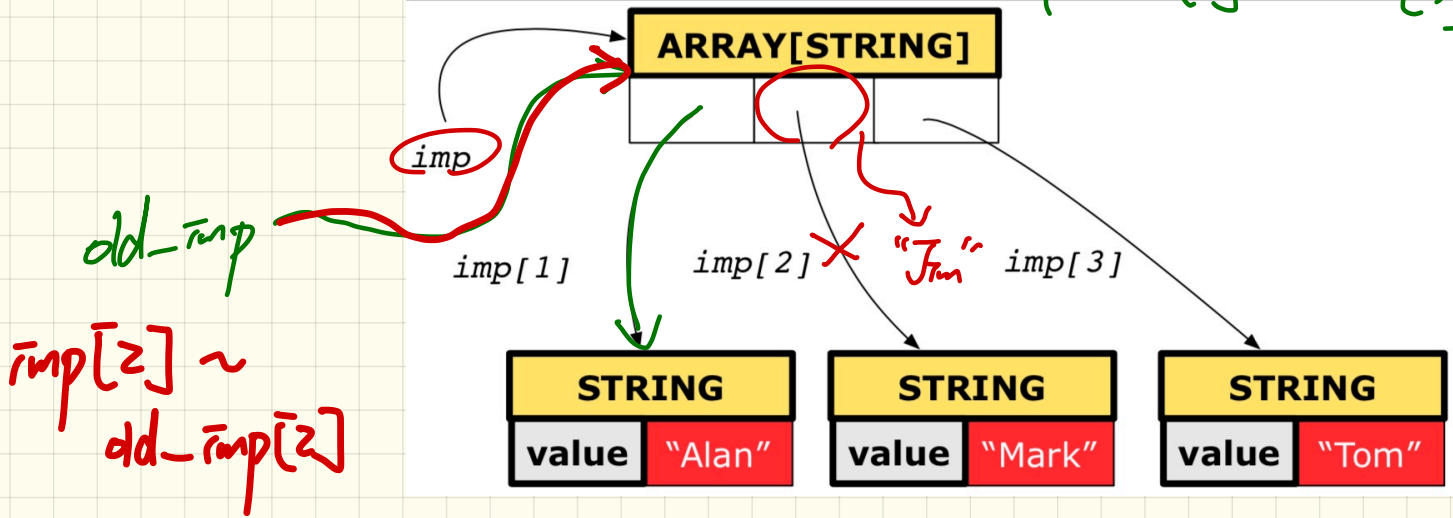 ARRAY[STRING]
imp
old_imp
imp[1]
imp[2]
imp[3]
imp[2] ~
old_imp[2]
STRING
value
“Alan”
STRING
value
“Mark”
STRING
value
“Tom”